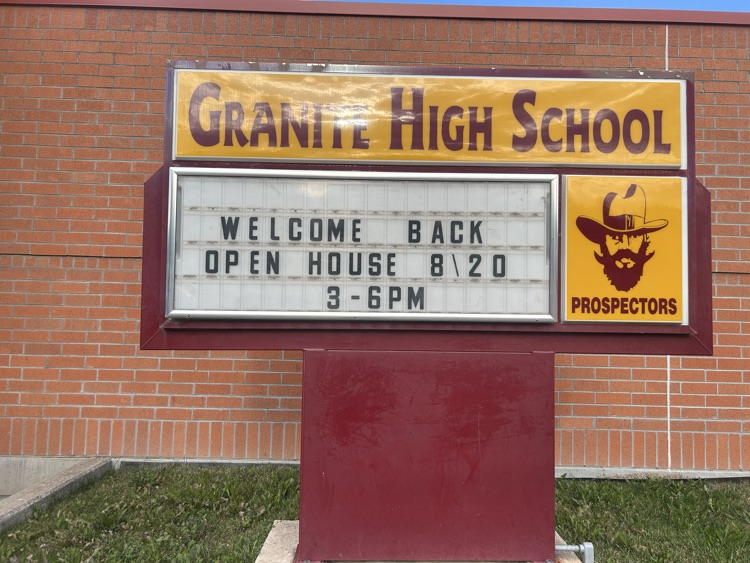 GRANITE HIGH SCHOOL
WELCOME BACK
OPEN HOUSE 8\20
3-6PM
PROSPECTORS